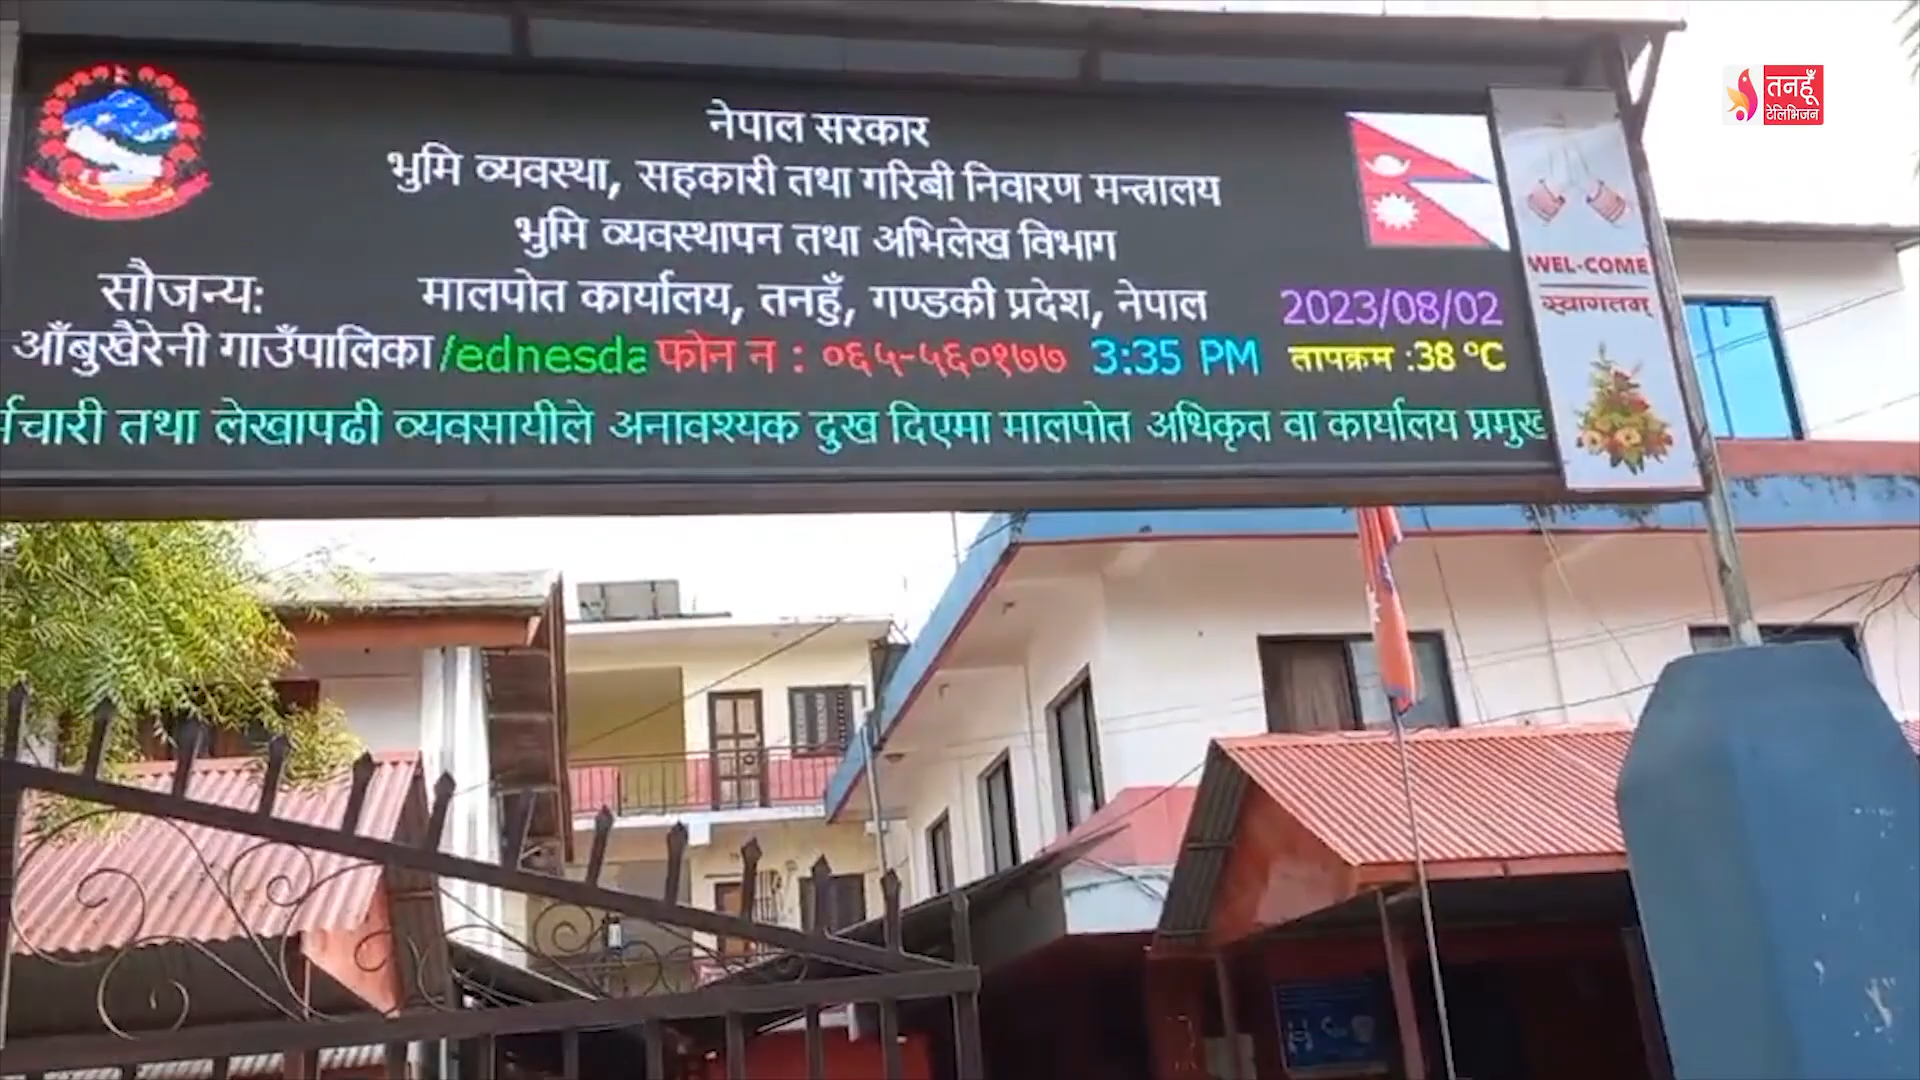 नेपाल सरकार
भुमि व्यवस्था, सहकारी तथा गरिबी निवारण मन्त्रालय
भुमि व्यवस्थापन तथा अभिलेख विभाग
सौजन्य: मालपोत कार्यालय, तनहुँ, गण्डकी प्रदेश, नेपाल 2023/08/02
आँबुखैरेनी गाउँपालिका /ednesda फोन न : ०६५-५६०१७७ 3:35 PM तापक्रम :38 °C
र्मचारी तथा लेखापढी व्यवसायीले अनावश्यक दुख दिएमा मालपोत अधिकृत वा कार्यालय प्रमुख
WEL-COME
स्वागतम्
तनहूँ
टेलिभिजन